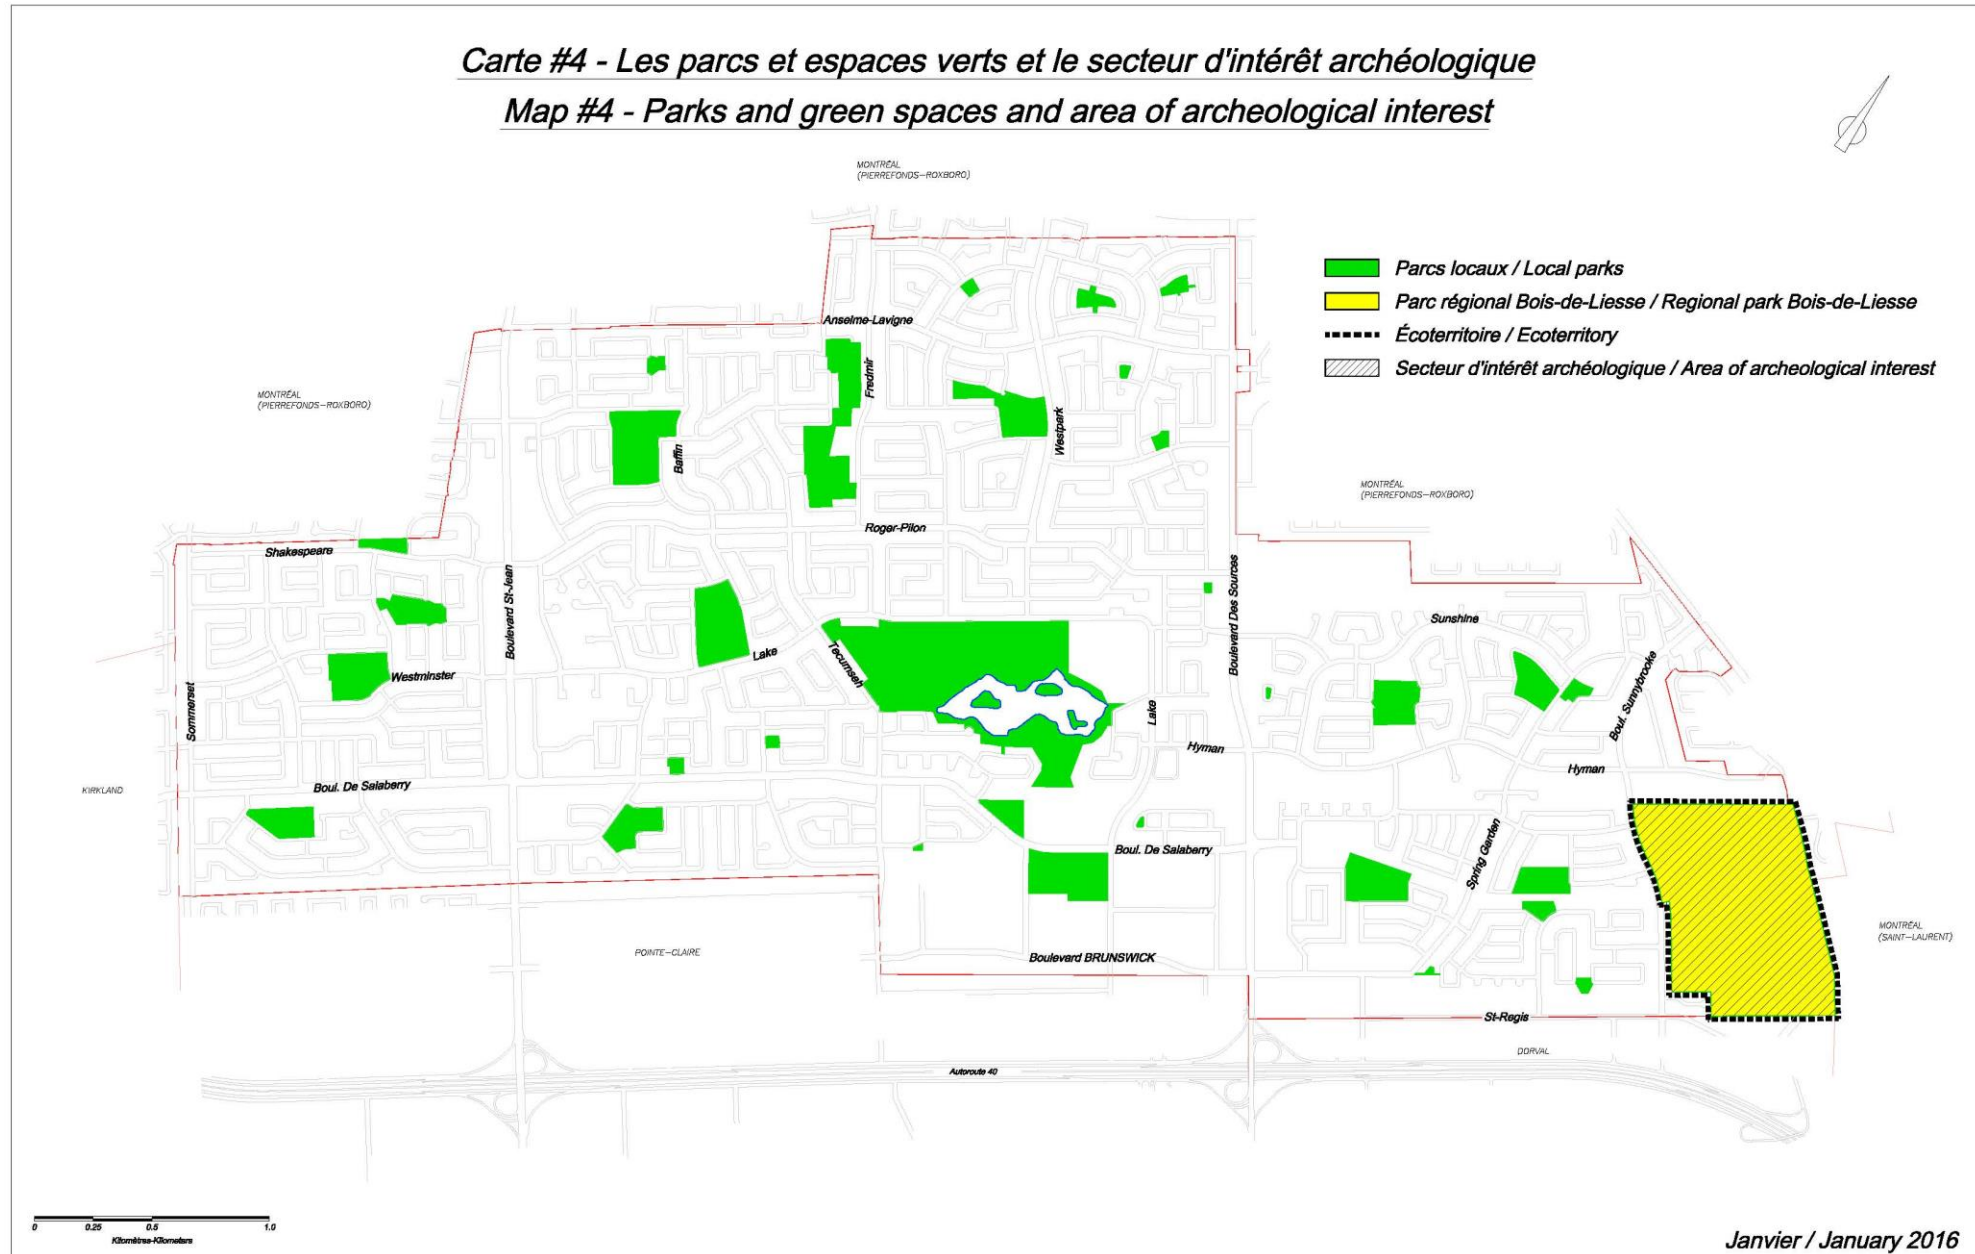 Carte #4 - Les parcs et espaces verts et le secteur d'intérêt archéologique
Map #4 - Parks and green spaces and area of archeological interest
MONTRÉAL
(PIERREFONDS-ROXBORO)
Parcs locaux / Local parks
Parc régional Bois-de-Liesse / Regional park Bois-de-Liesse
Écoterritoire / Ecoterritory
Secteur d'intérêt archéologique / Area of archeological interest
Anselme-Lavigne
Fredmir
MONTRÉAL
(PIERREFONDS-ROXBORO)
Westpark
Baffin
MONTRÉAL
(PIERREFONDS-ROXBORO)
Roger-Pilon
Shakespeare
Boulevard St-Jean
Boulevard Des Sources
Sunshine
Lake
Tecumseh
Westminster
Boul. Sunnybrooke
Sommerset
Lake
Hyman
Hyman
Boul. De Salaberry
KIRKLAND
Boul. De Salaberry
Spring Garden
MONTRÉAL
(SAINT-LAURENT)
POINTE-CLAIRE
Boulevard BRUNSWICK
St-Regis
DORVAL
Autoroute 40
0 0.25 0.5 1.0
Kilomètres-Kilometers
Janvier / January 2016